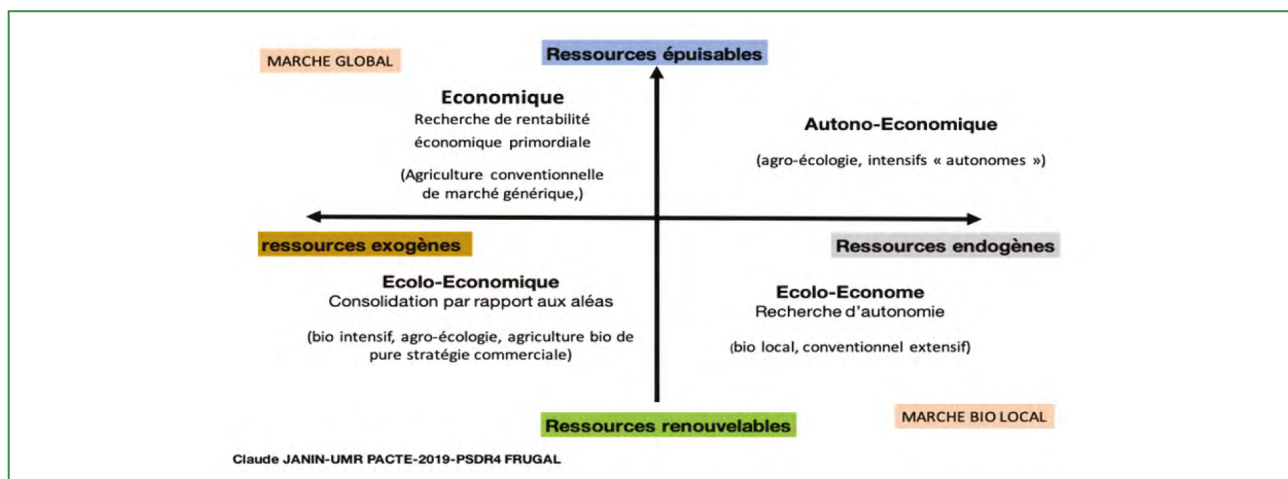 MARCHE GLOBAL
Ressources épuisables
Economique
Recherche de rentabilité
économique primordiale
(Agriculture conventionnelle
de marché générique,)
Autono-Economique
(agro-écologie, intensifs « autonomes »)
ressources exogènes
Ressources endogènes
Ecolo-Economique
Consolidation par rapport aux aléas
(bio intensif, agro-écologie, agriculture bio de
pure stratégie commerciale)
Ecolo-Econome
Recherche d'autonomie
(bio local, conventionnel extensif)
Ressources renouvelables
MARCHE BIO LOCAL
Claude JANIN-UMR PACTE-2019-PSDR4 FRUGAL